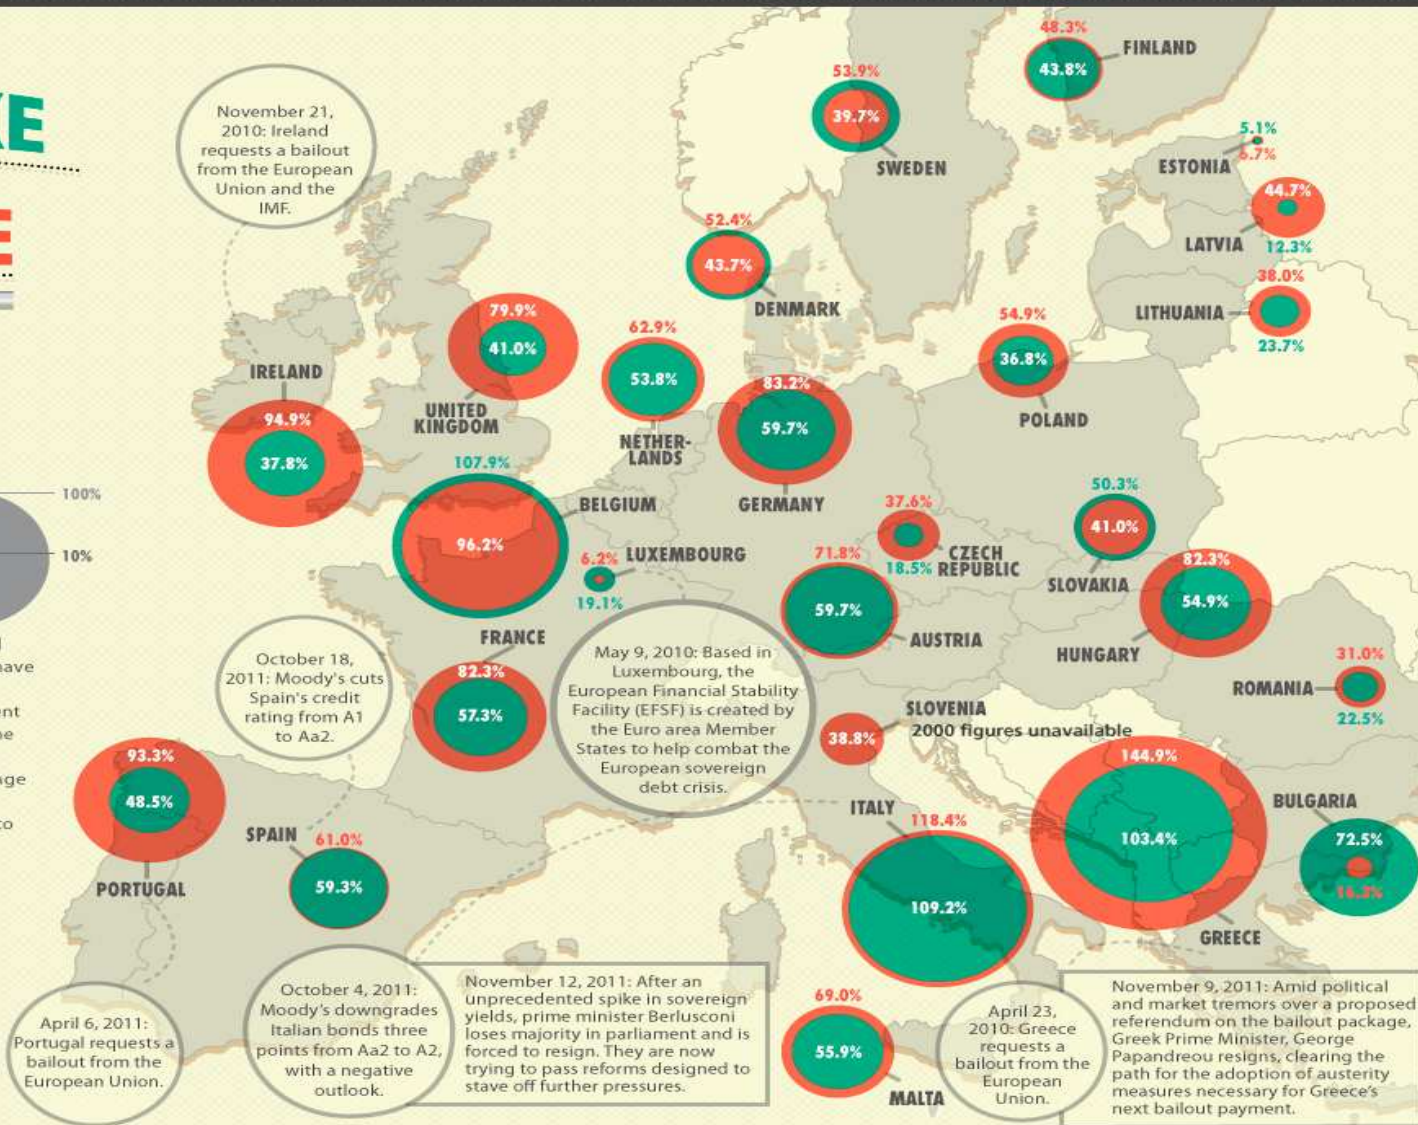 KE
E
100%
10%
have
nt
ne
age
to
November 21,
2010: Ireland
requests a bailout
from the European
Union and the
IMF.
48.3%
43.8%
FINLAND
53.9%
39.7%
SWEDEN
5.1%
6.7%
ESTONIA
44.7%
LATVIA
12.3%
38.0%
LITHUANIA
23.7%
52.4%
43.7%
DENMARK
79.9%
41.0%
UNITED
KINGDOM
62.9%
53.8%
NETHER-
LANDS
54.9%
36.8%
POLAND
IRELAND
94.9%
37.8%
83.2%
59.7%
GERMANY
107.9%
BELGIUM
96.2%
6.2%
LUXEMBOURG
19.1%
37.6%
CZECH
18.5% REPUBLIC
50.3%
41.0%
SLOVAKIA
71.8%
59.7%
AUSTRIA
82.3%
54.9%
HUNGARY
31.0%
ROMANIA
22.5%
FRANCE
82.3%
57.3%
October 18,
2011: Moody's cuts
Spain's credit
rating from A1
to Aa2.
May 9, 2010: Based in
Luxembourg, the
European Financial Stability
Facility (EFSF) is created by
the Euro area Member
States to help combat the
European sovereign
debt crisis.
SLOVENIA
2000 figures unavailable
38.8%
93.3%
48.5%
PORTUGAL
SPAIN
61.0%
59.3%
ITALY
118.4%
109.2%
144.9%
103.4%
GREECE
BULGARIA
72.5%
16.3%
69.0%
55.9%
MALTA
April 6, 2011:
Portugal requests a
bailout from the
European Union.
October 4, 2011:
Moody's downgrades
Italian bonds three
points from Aa2 to A2,
with a negative
outlook.
November 12, 2011: After an
unprecedented spike in sovereign
yields, prime minister Berlusconi
loses majority in parliament and is
forced to resign. They are now
trying to pass reforms designed to
stave off further pressures.
April 23,
2010: Greece
requests a
bailout from the
European
Union.
November 9, 2011: Amid political
and market tremors over a proposed
referendum on the bailout package,
Greek Prime Minister, George
Papandreou resigns, clearing the
path for the adoption of austerity
measures necessary for Greece's
next bailout payment.